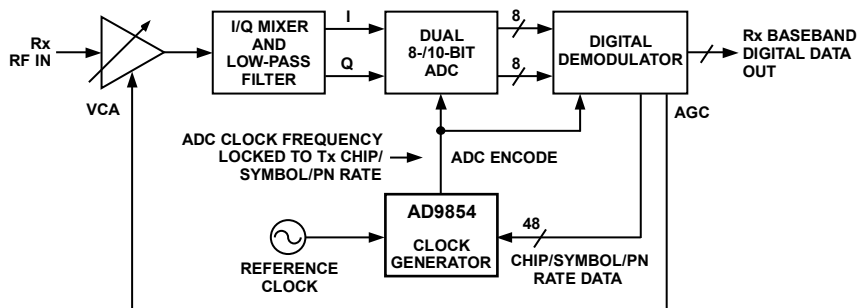 Rx
RF IN
VCA
I/Q MIXER
AND
LOW-PASS
FILTER
I
Q
DUAL
8-/10-BIT
ADC
8
8
DIGITAL
DEMODULATOR
Rx BASEBAND
DIGITAL DATA
OUT
AGC
ADC CLOCK FREQUENCY
LOCKED TO Tx CHIP/
SYMBOL/PN RATE
ADC ENCODE
AD9854
CLOCK
GENERATOR
REFERENCE
CLOCK
48
CHIP/SYMBOL/PN
RATE DATA